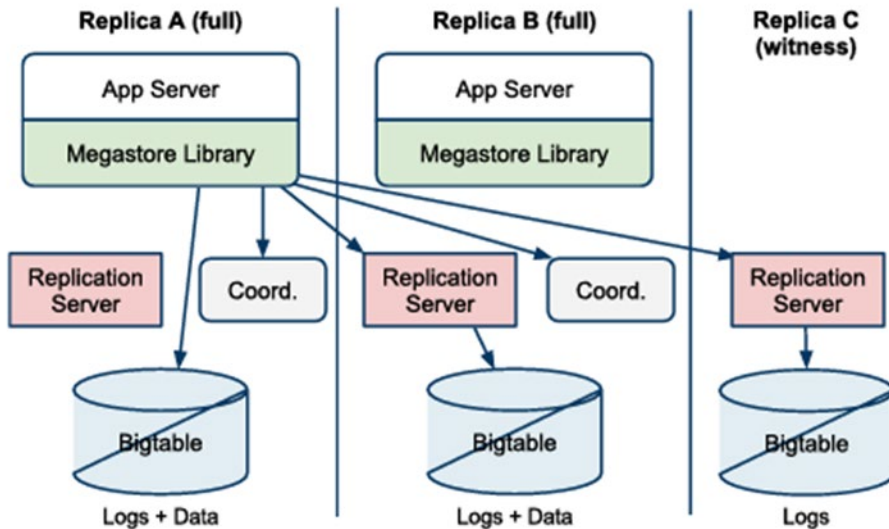 Replica A (full)
Replica B (full)
Replica C
(witness)
App Server
App Server
Megastore Library
Megastore Library
Replication
Server
Coord.
Replication
Server
Coord.
Replication
Server
Bigtable
Bigtable
Bigtable
Logs + Data
Logs + Data
Logs